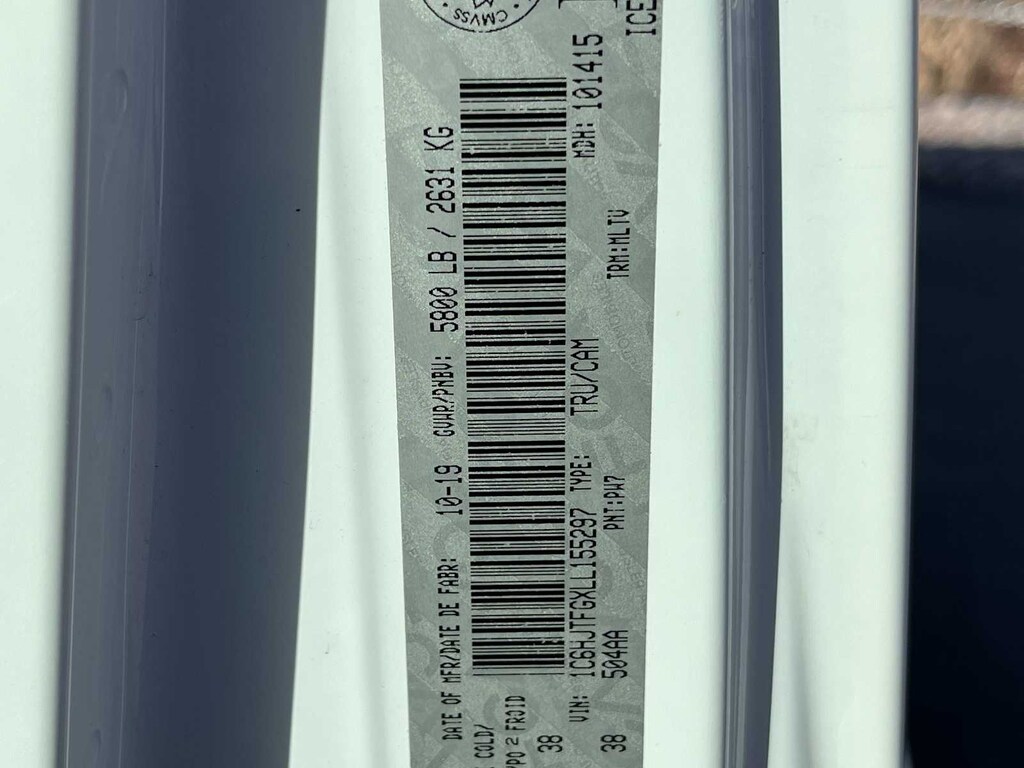 CMVSS
DATE OF MFR/DATE DE FABR: 10-19 GVWR/PNBV: 5800 LB / 2631 KG
COLD/
2 FROID
38 VIN: 1C6HJTFGXLL155297 TYPE: TRU/CAM MDH: 101415
38 504AA PNT:PW7 TRM:MLTV